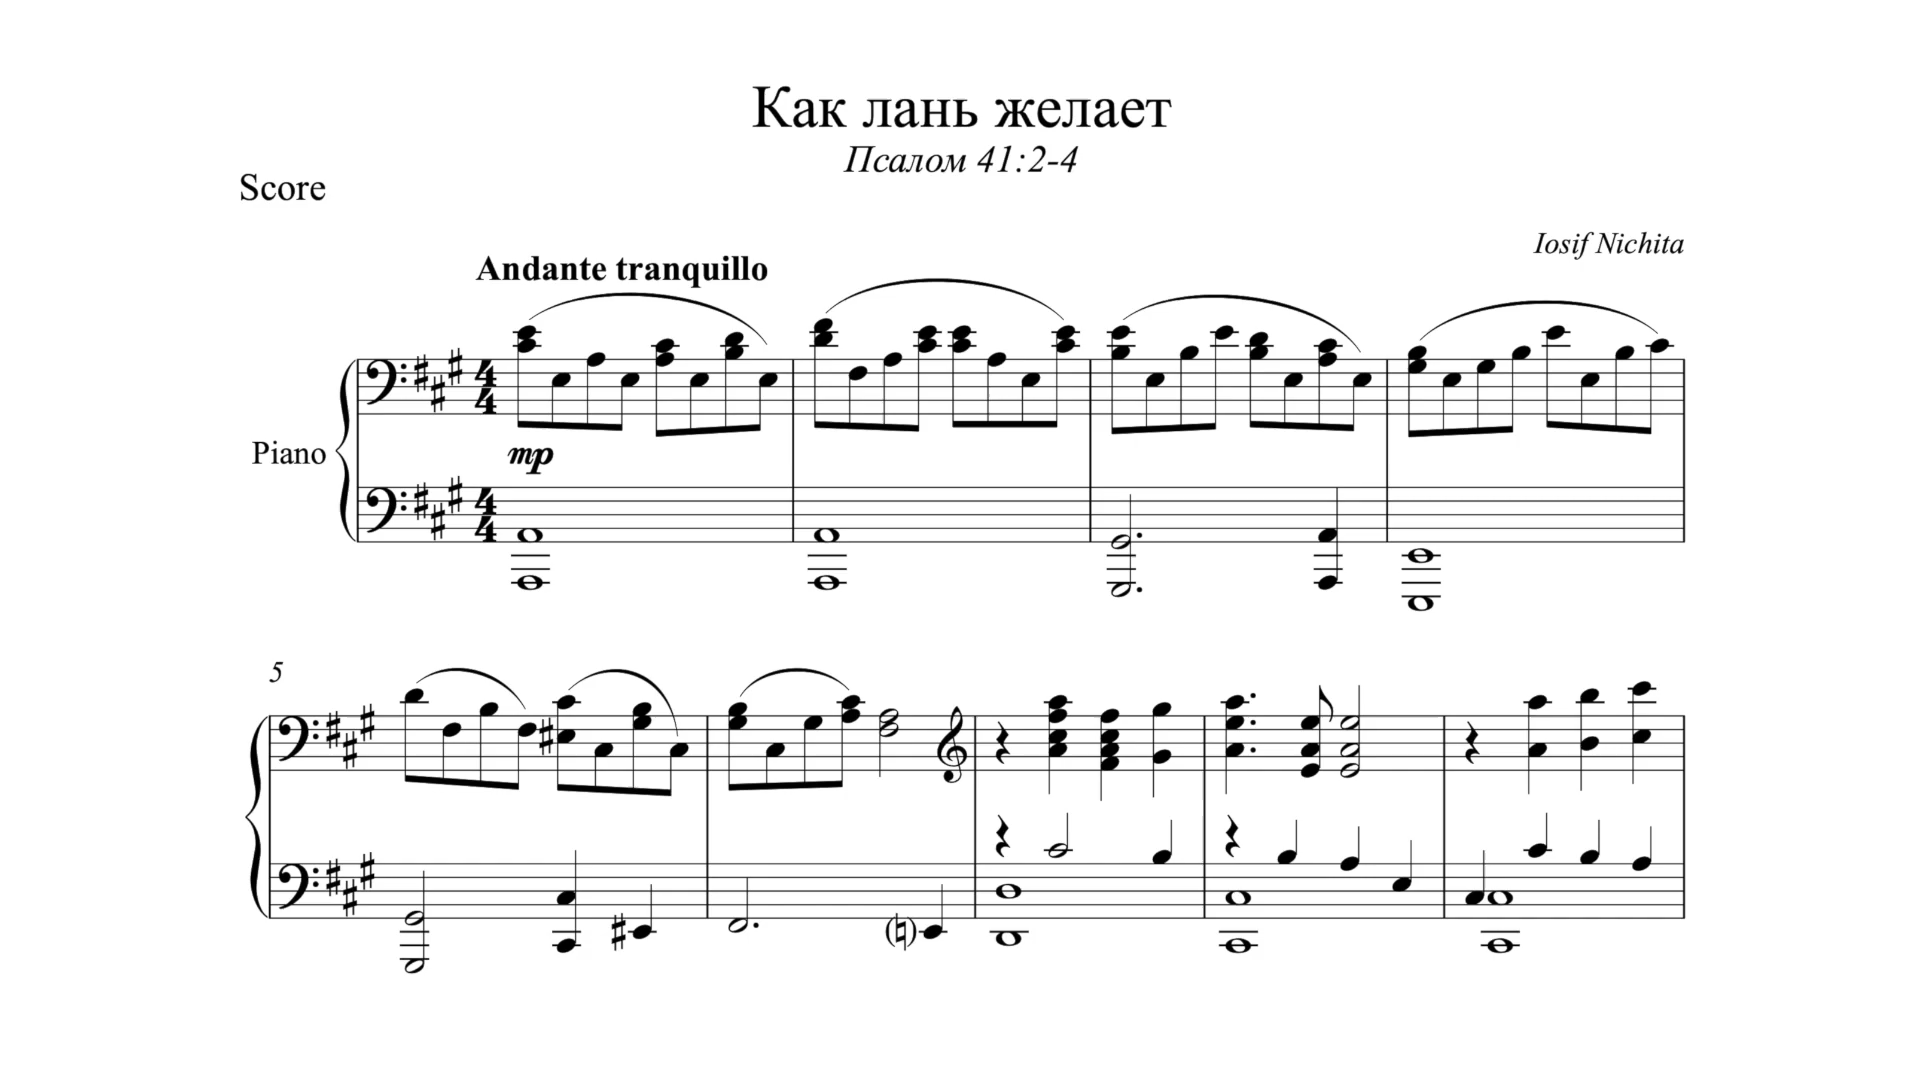 Как лань желает
Псалом 41:2-4
Score
Iosif Nichita
Andante tranquillo
Piano
mp
5